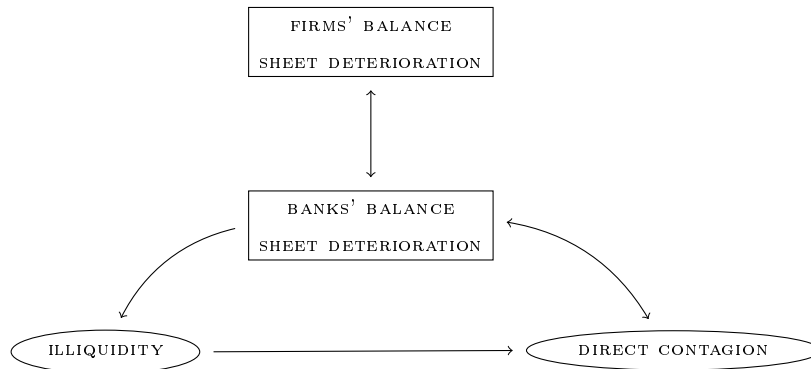 FIRMS' BALANCE
SHEET DETERIORATION
BANKS' BALANCE
SHEET DETERIORATION
ILLIQUIDITY
DIRECT CONTAGION